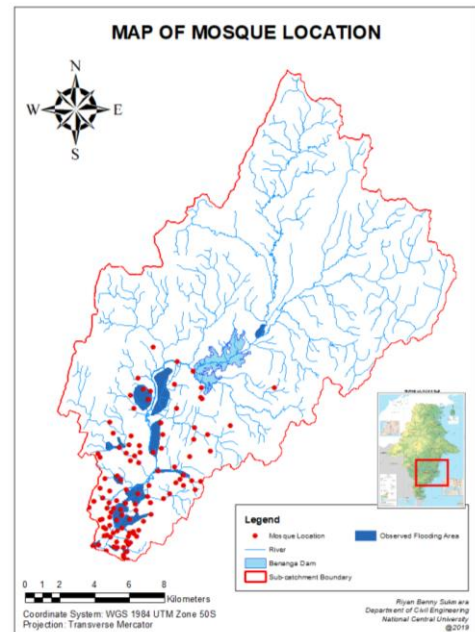 MAP OF MOSQUE LOCATION
N
W E
S
Legend
Mosque Location
River
Benanga Dam
Sub-catchment Boundary
Observed Flooding Area
0 1 2 4 6 8
Kilometers
Coordinate System: WGS 1984 UTM Zone 50S
Projection: Transverse Mercator
Riyan Benny Sukmara
Department of Civil Engineering
National Central University
@2019